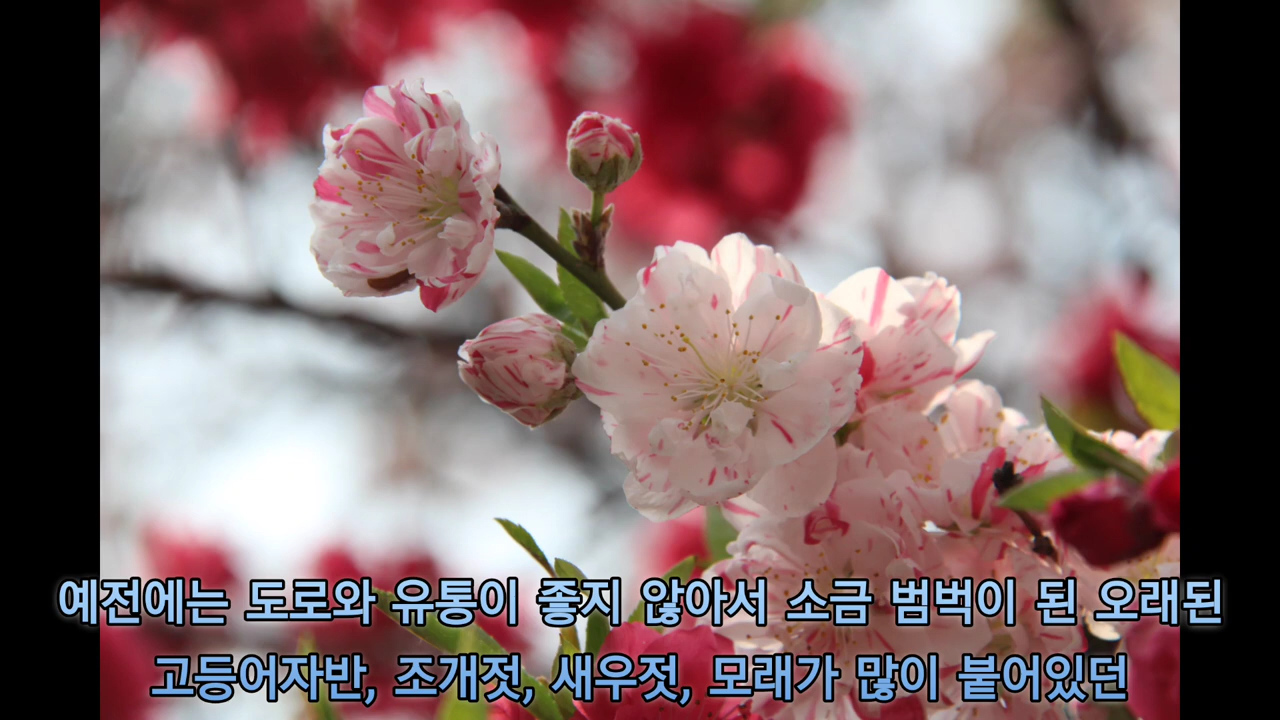 예전에는 도로와 유통이 좋지 않아서 소금 범벅이 된 오래된
고등어자반, 조개젓, 새우젓, 모래가 많이 붙어있던